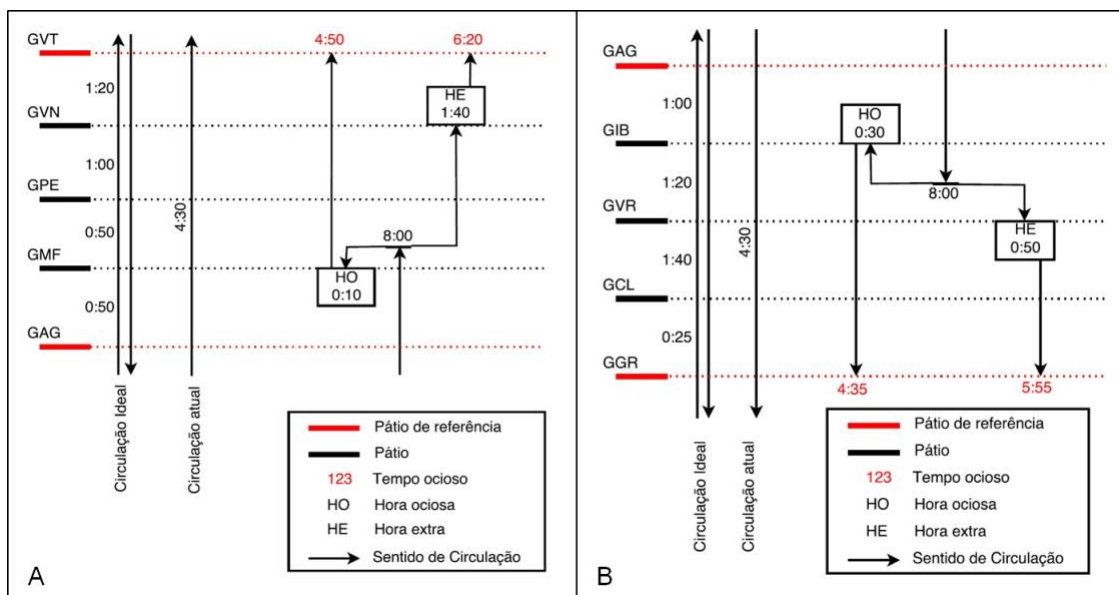 GVT
4:50
6:20
1:20
HE
1:40
GVN
1:00
GPE
4:30
0:50
8:00
GMF
HO
0:10
0:50
GAG
Circulação Ideal
Circulação atual
Pátio de referência
Pátio
123
Tempo ocioso
HO
Hora ociosa
HE
Hora extra
Sentido de Circulação
A
GAG
1:00
HO
0:30
GIB
1:20
8:00
GVR
4:30
HE
0:50
1:40
GCL
0:25
GGR
4:35
5:55
Circulação Ideal
Circulação atual
Pátio de referência
Pátio
123
Tempo ocioso
HO
Hora ociosa
HE
Hora extra
Sentido de Circulação
B